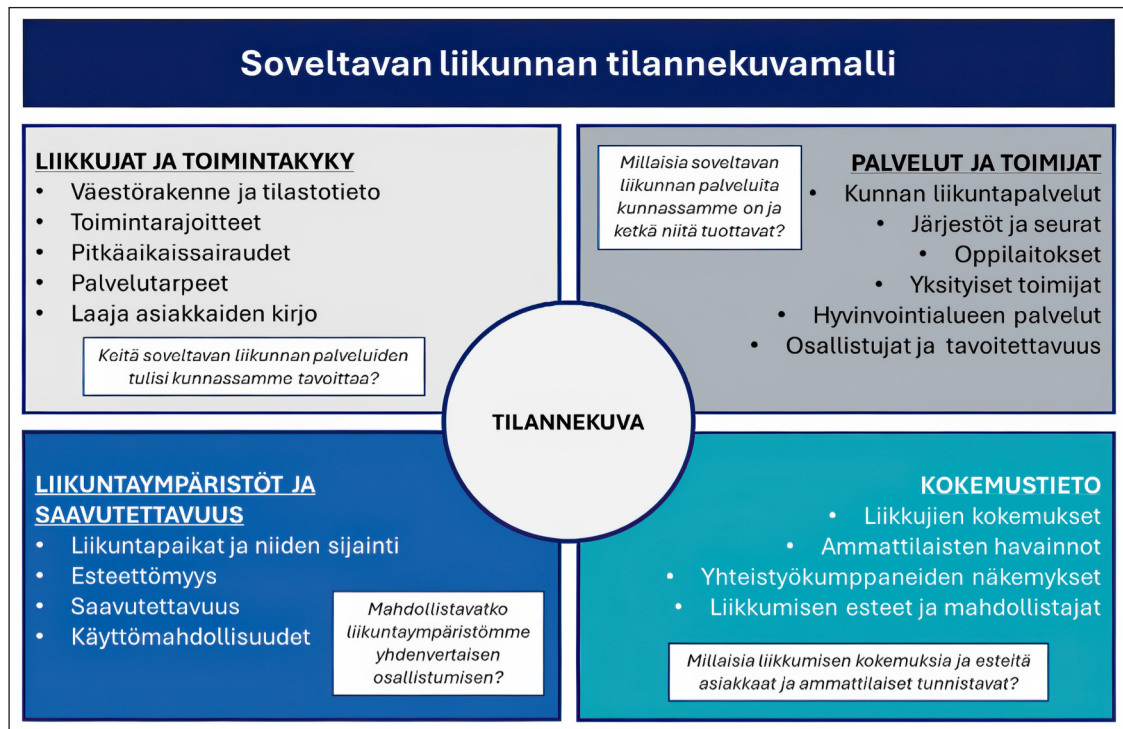 Soveltavan liikunnan tilannekuvamalli
LIIKKUJAT JA TOIMINTAKYKY
• Väestörakenne ja tilastotieto
• Toimintarajoitteet
• Pitkäaikaissairaudet
• Palvelutarpeet
• Laaja asiakkaiden kirjo
Keitä soveltavan liikunnan palveluiden
tulisi kunnassamme tavoittaa?
Millaisia soveltavan
liikunnan palveluita
kunnassamme on ja
ketkä niitä tuottavat?
PALVELUT JA TOIMIJAT
• Kunnan liikuntapalvelut
• Järjestöt ja seurat
• Oppilaitokset
• Yksityiset toimijat
• Hyvinvointialueen palvelut
• Osallistujat ja tavoitettavuus
TILANNEKUVA
LIIKUNTAYMPÄRISTÖT JA
SAAVUTETTAVUUS
• Liikuntapaikat ja niiden sijainti
• Esteettömyys
• Saavutettavuus
• Käyttömahdollisuudet
Mahdollistavatko
liikuntaympäristömme
yhdenvertaisen
osallistumisen?
KOKEMUSTIETO
• Liikkujien kokemukset
• Ammattilaisten havainnot
• Yhteistyökumppaneiden näkemykset
• Liikkumisen esteet ja mahdollistajat
Millaisia liikkumisen kokemuksia ja esteitä
asiakkaat ja ammattilaiset tunnistavat?